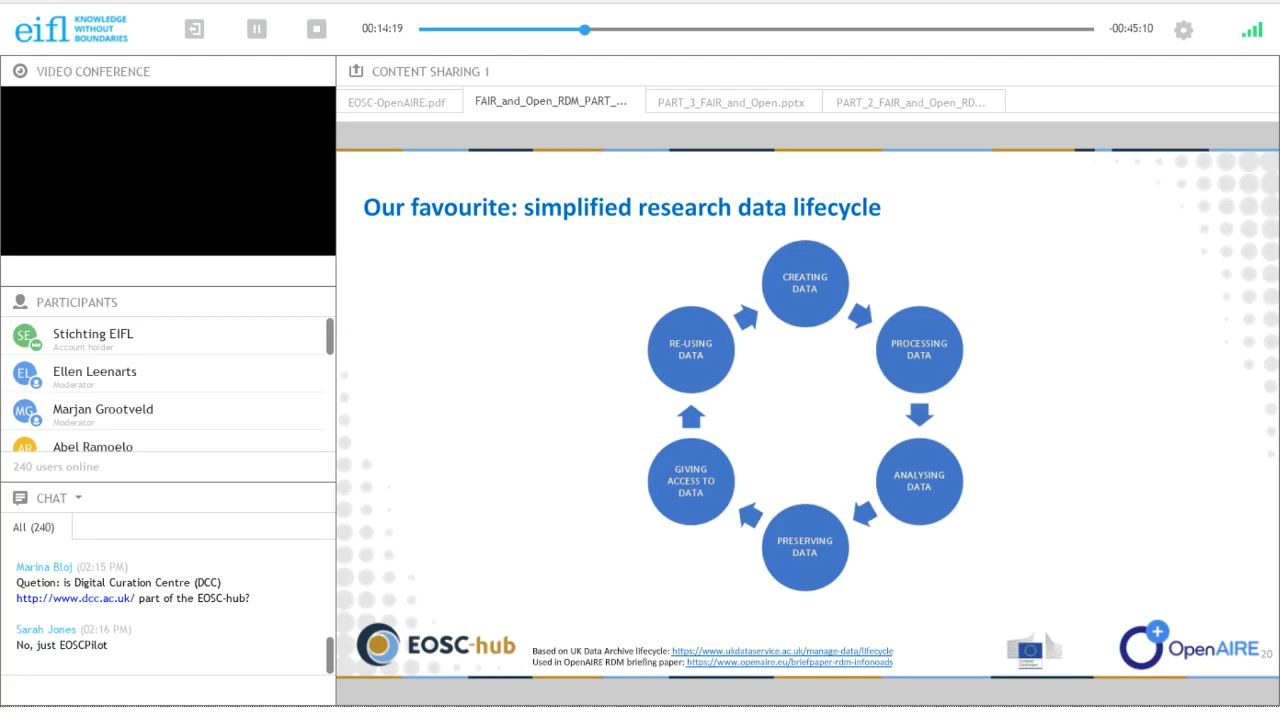 eifl KNOWLEDGE
WITHOUT
BOUNDARIES
00:14:19
-00:45:10
VIDEO CONFERENCE
PARTICIPANTS
SE
Stichting EIFL
Account holder
EL
Ellen Leenarts
Moderator
MG
Marjan Grootveld
Moderator
AR
Abel Ramoelo
240 users online
CHAT
All (240)
Marina Bloj (02:15 PM)
Quetion: is Digital Curation Centre (DCC)
http://www.dcc.ac.uk/ part of the EOSC-hub?
Sarah Jones (02:16 PM)
No, just EOSCPilot
CONTENT SHARING 1
EOSC-OpenAIRE.pdf
FAIR_and_Open_RDM_PART_...
PART_3_FAIR_and_Open.pptx
PART_2_FAIR_and_Open_RD...
Our favourite: simplified research data lifecycle
CREATING
DATA
PROCESSING
DATA
ANALYSING
DATA
PRESERVING
DATA
GIVING
ACCESS TO
DATA
RE-USING
DATA
EOSC-hub
Based on UK Data Archive lifecycle: https://www.ukdataservice.ac.uk/manage-data/lifecycle
Used in OpenAIRE RDM briefing paper: https://www.openaire.eu/briefpaper-rdm-infonoads
OpenAIRE
20